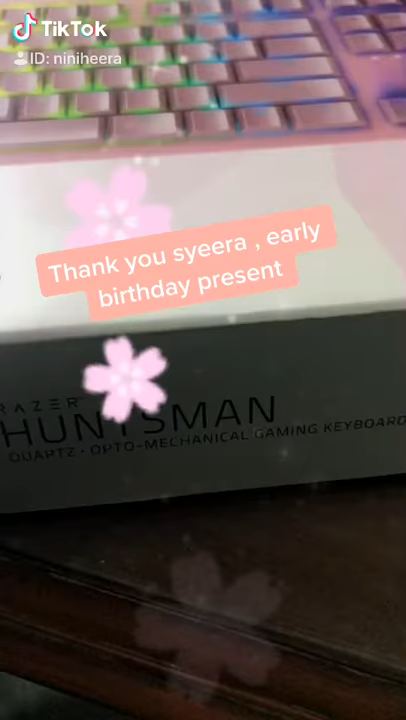 TikTok
ID: niniheera
Thank you syeera , early
birthday present
RAZER
HUNTSMAN
QUARTZ · OPTO-MECHANICAL GAMING KEYBOARD